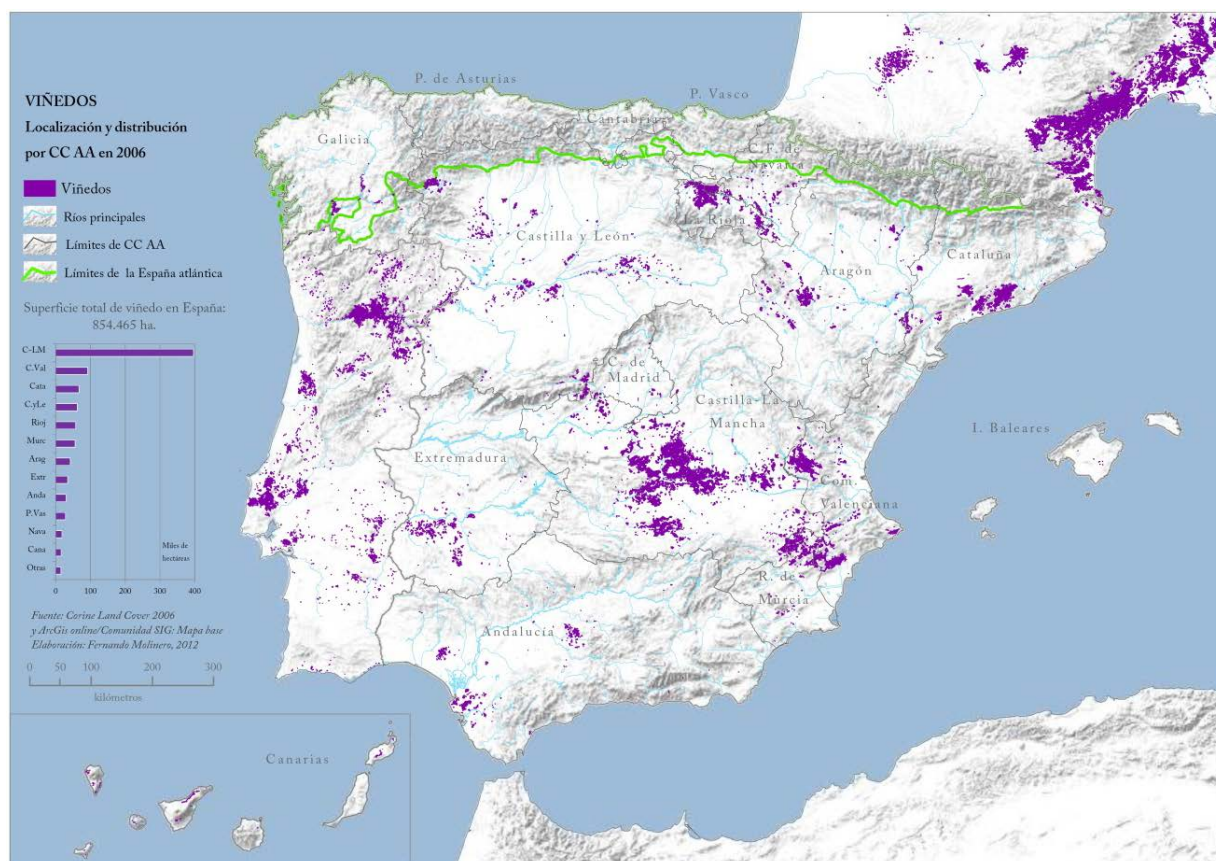 VIÑEDOS
Localización y distribución
por CC AA en 2006
Viñedos
Ríos principales
Límites de CC AA
Límites de la España atlántica
Superficie total de viñedo en España:
854.465 ha.
C-LM
C.Val
Cata
C.yLe
Rioj
Murc
Arag
Extr
Anda
P.Vas
Nava
Cana
Otras
Miles de
hectáreas
0 100 200 300 400
Fuente: Corine Land Cover 2006
y ArcGis online/Comunidad SIG: Mapa base
Elaboración: Fernando Molinero, 2012
0 50 100 200 300
kilómetros
P. de Asturias
P. Vasco
Cantabria
Galicia
C.F. de
Navarra
La Rioja
Castilla y León
Aragón
Cataluña
C. de
Madrid
Castilla-La
Mancha
I. Baleares
Extremadura
Com.
Valenciana
R. de
Murcia
Andalucía
Canarias